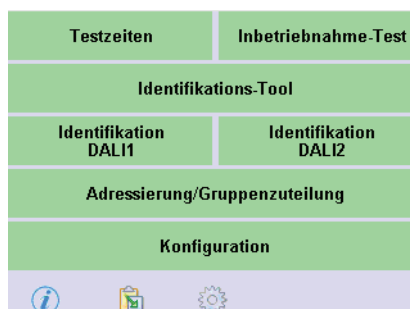 Testzeiten
Inbetriebnahme-Test
Identifikations-Tool
Identifikation
DALI1
Identifikation
DALI2
Adressierung/Gruppenzuteilung
Konfiguration